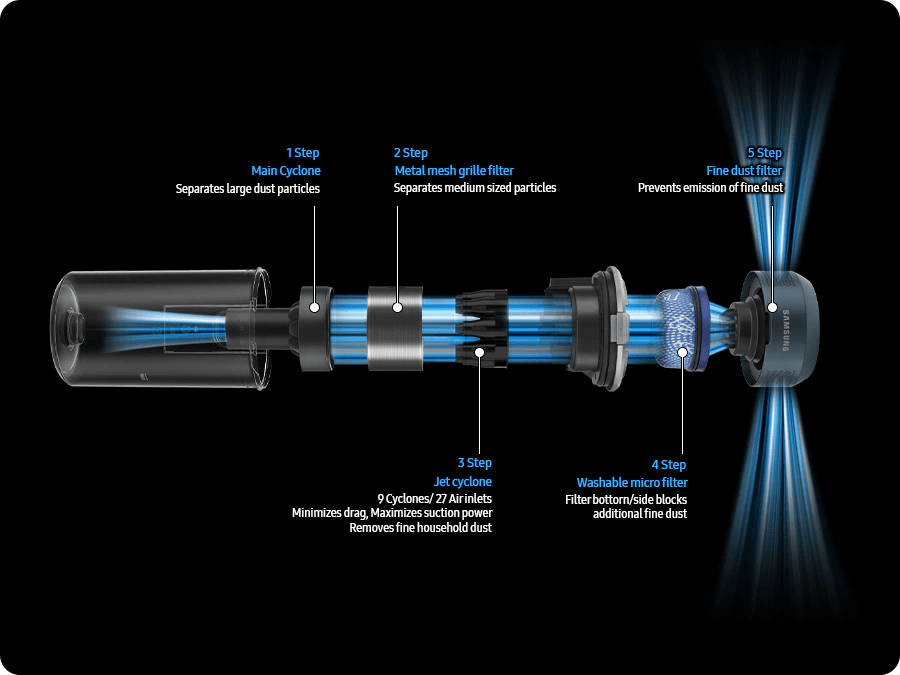 1 Step
Main Cyclone
Separates large dust particles
2 Step
Metal mesh grille filter
Separates medium sized particles
5 Step
Fine dust filter
Prevents emission of fine dust
SAMSUNG
3 Step
Jet cyclone
9 Cyclones/ 27 Air inlets
Minimizes drag, Maximizes suction power
Removes fine household dust
4 Step
Washable micro filter
Filter bottorn/side blocks
additional fine dust